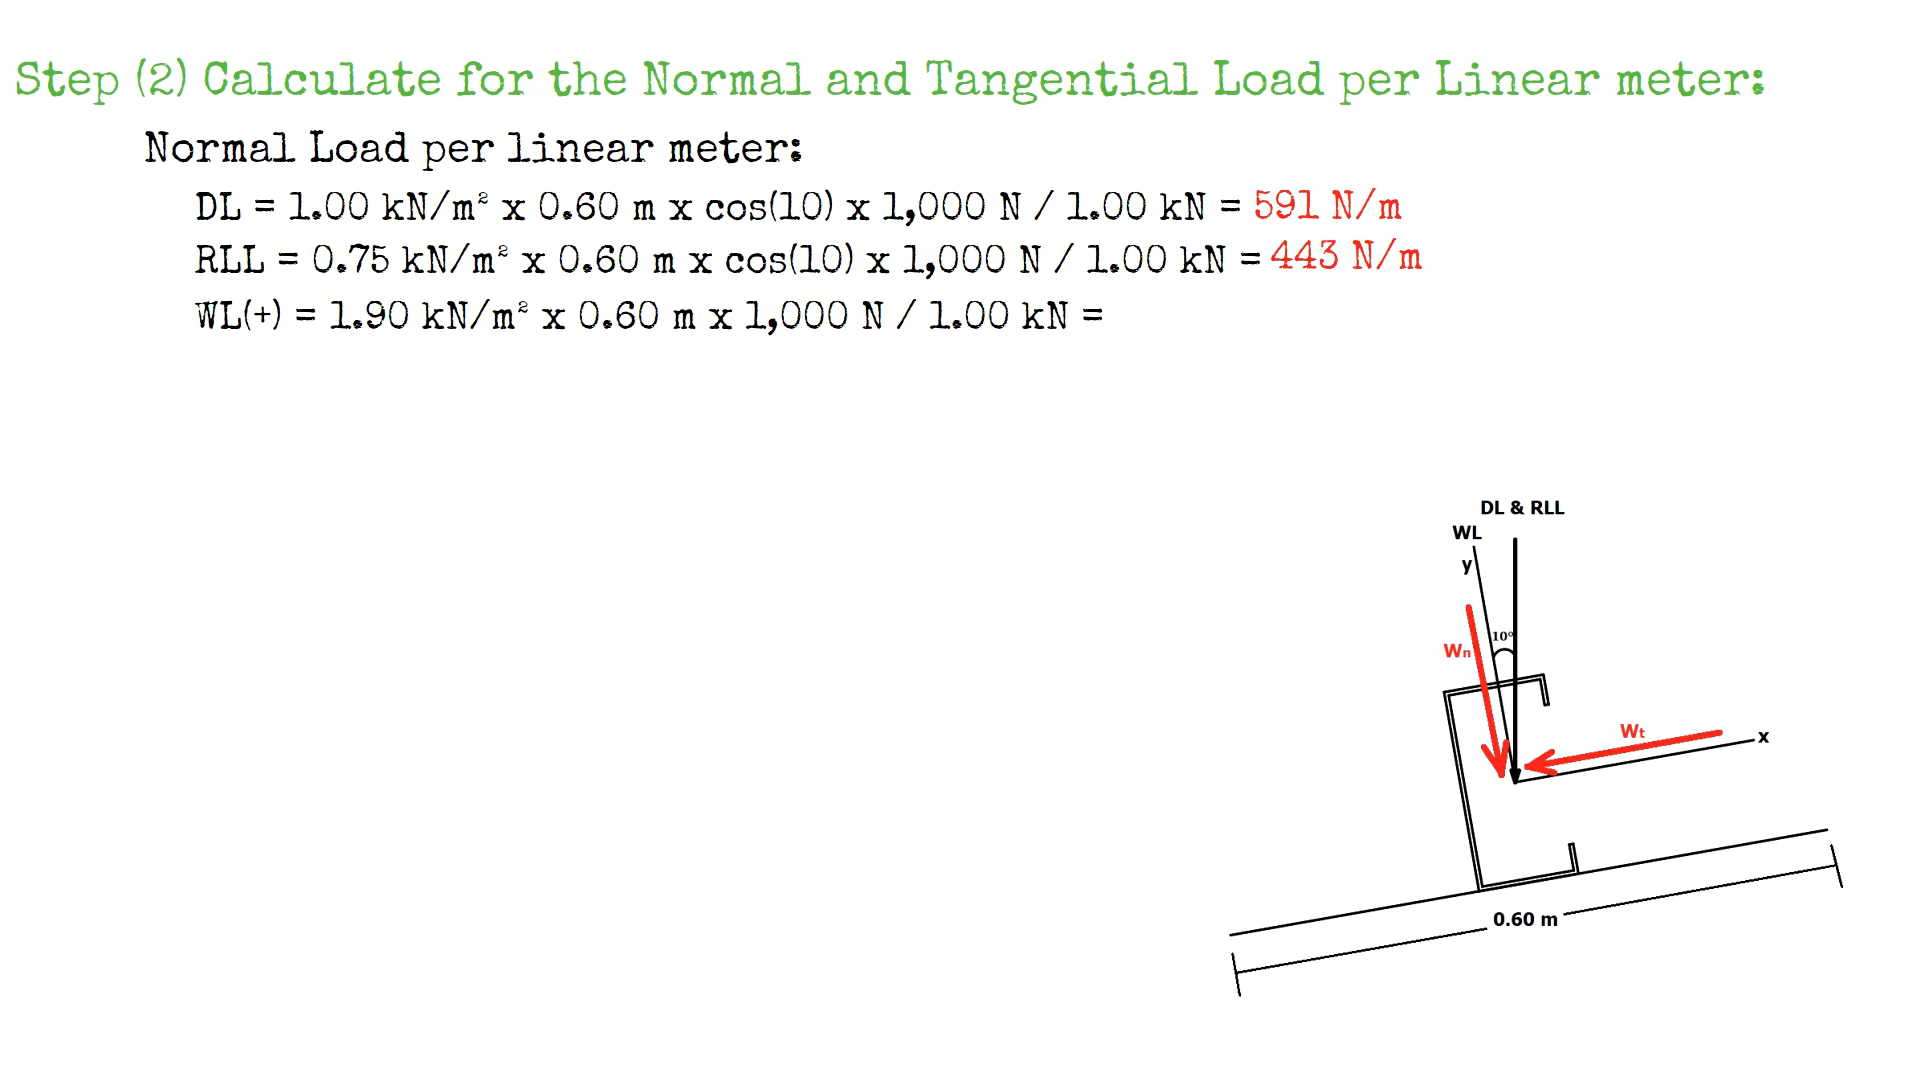 Step (2) Calculate for the Normal and Tangential Load per Linear meter:
Normal Load per linear meter:
DL = 1.00 kN/m² x 0.60 m x cos(10) x 1,000 N / 1.00 kN = 591 N/m
RLL = 0.75 kN/m² x 0.60 m x cos(10) x 1,000 N / 1.00 kN = 443 N/m
WL(+) = 1.90 kN/m² x 0.60 m x 1,000 N / 1.00 kN =
DL & RLL
WL
y
10°
Wn
Wt
x
0.60 m